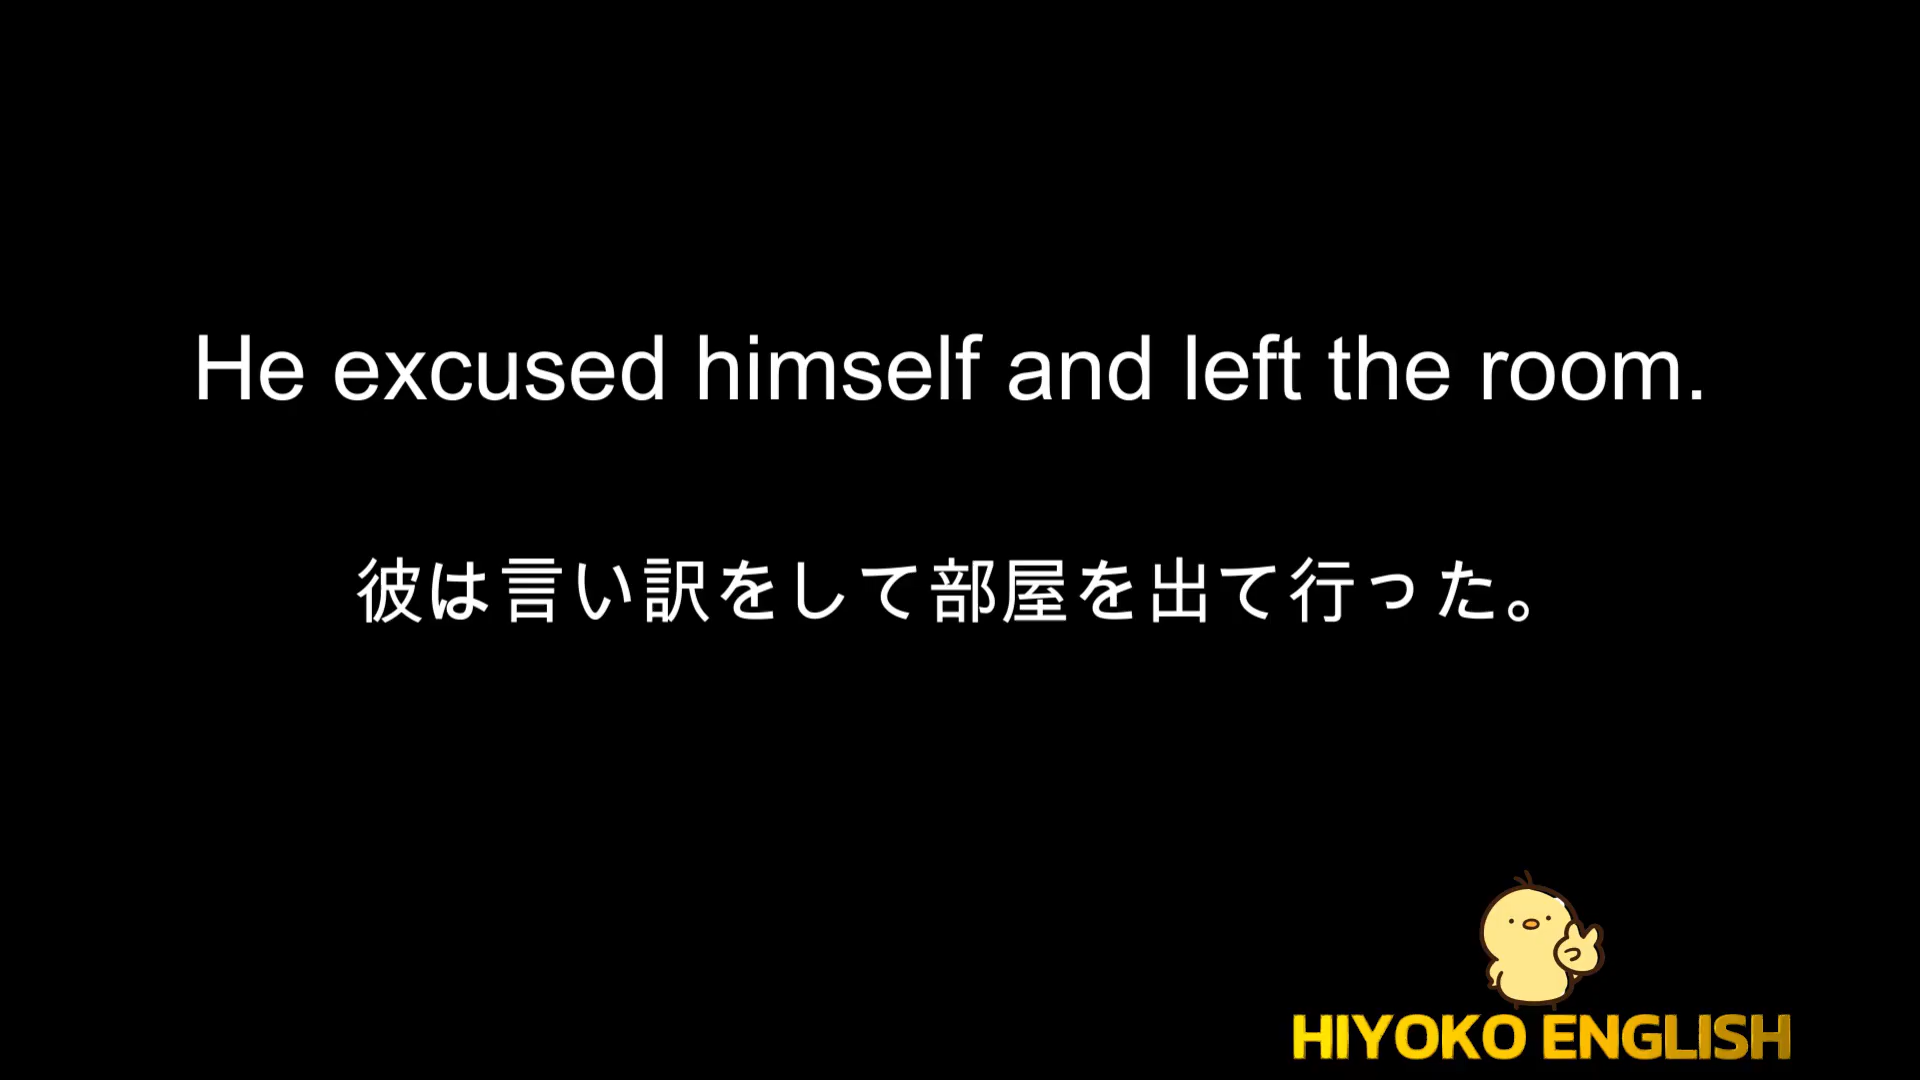 He excused himself and left the room.
彼は言い訳をして部屋を出て行った。
HIYOKO ENGLISH